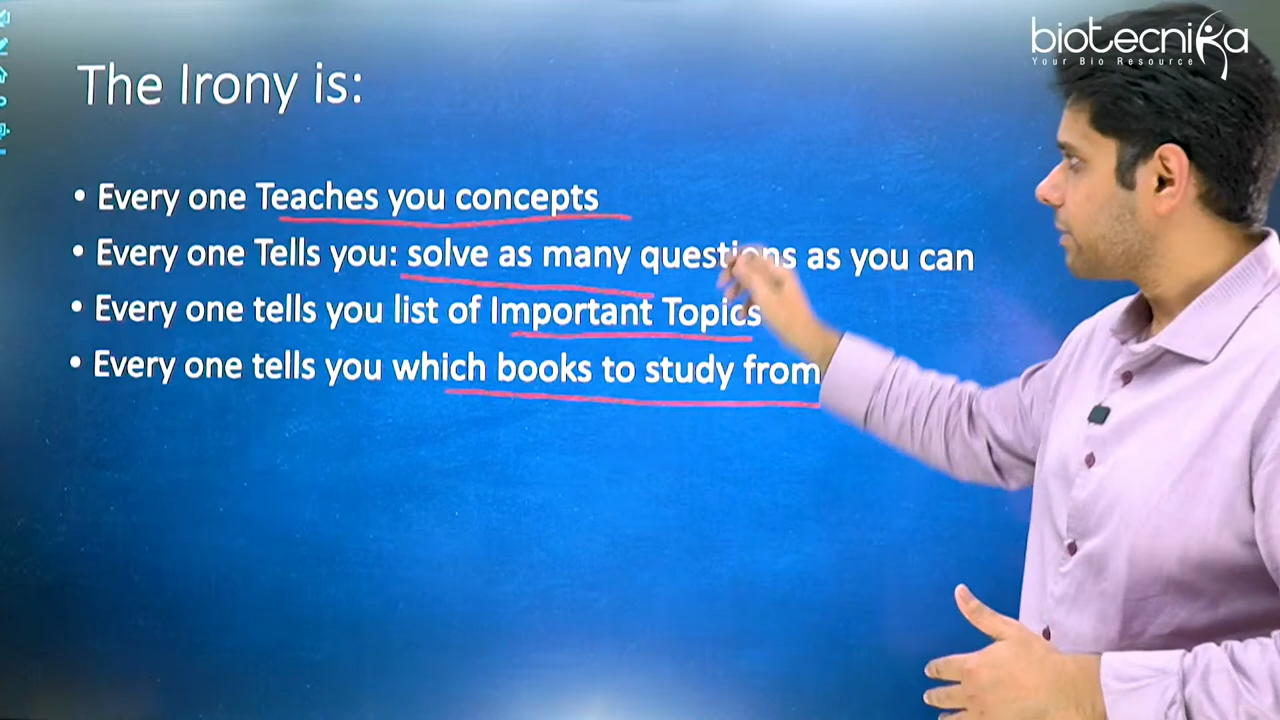 biotecnika
Your Bio Resource
The Irony is:
• Every one Teaches you concepts
• Every one Tells you: solve as many questions as you can
• Every one tells you list of Important Topics
• Every one tells you which books to study from